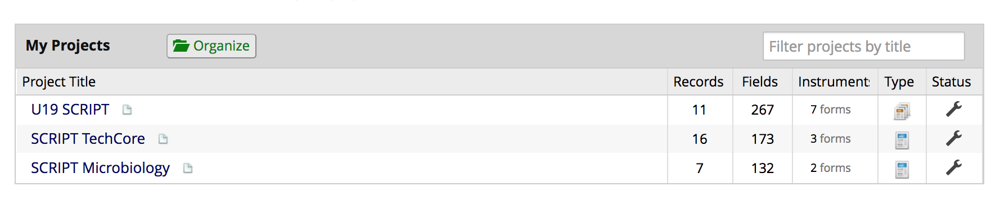 My Projects Organize Filter projects by title
Project Title Records Fields Instrument Type Status
U19 SCRIPT 11 267 7 forms
SCRIPT TechCore 16 173 3 forms
SCRIPT Microbiology 7 132 2 forms